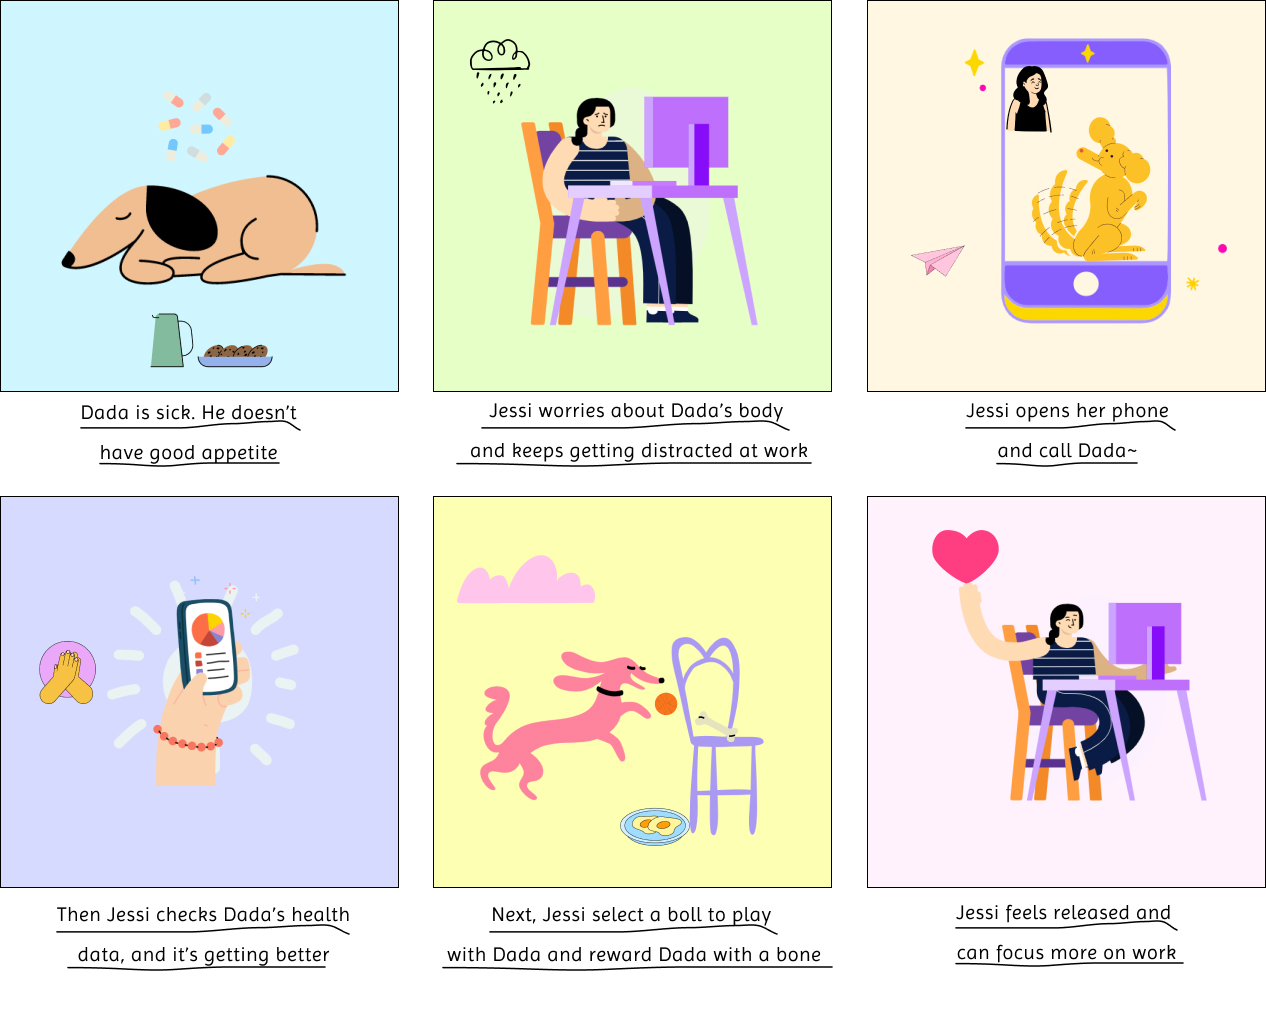 Dada is sick. He doesn't
have good appetite
Jessi worries about Dada's body
and keeps getting distracted at work
Jessi opens her phone
and call Dada~
Then Jessi checks Dada's health
data, and it's getting better
Next, Jessi select a boll to play
with Dada and reward Dada with a bone
Jessi feels released and
can focus more on work